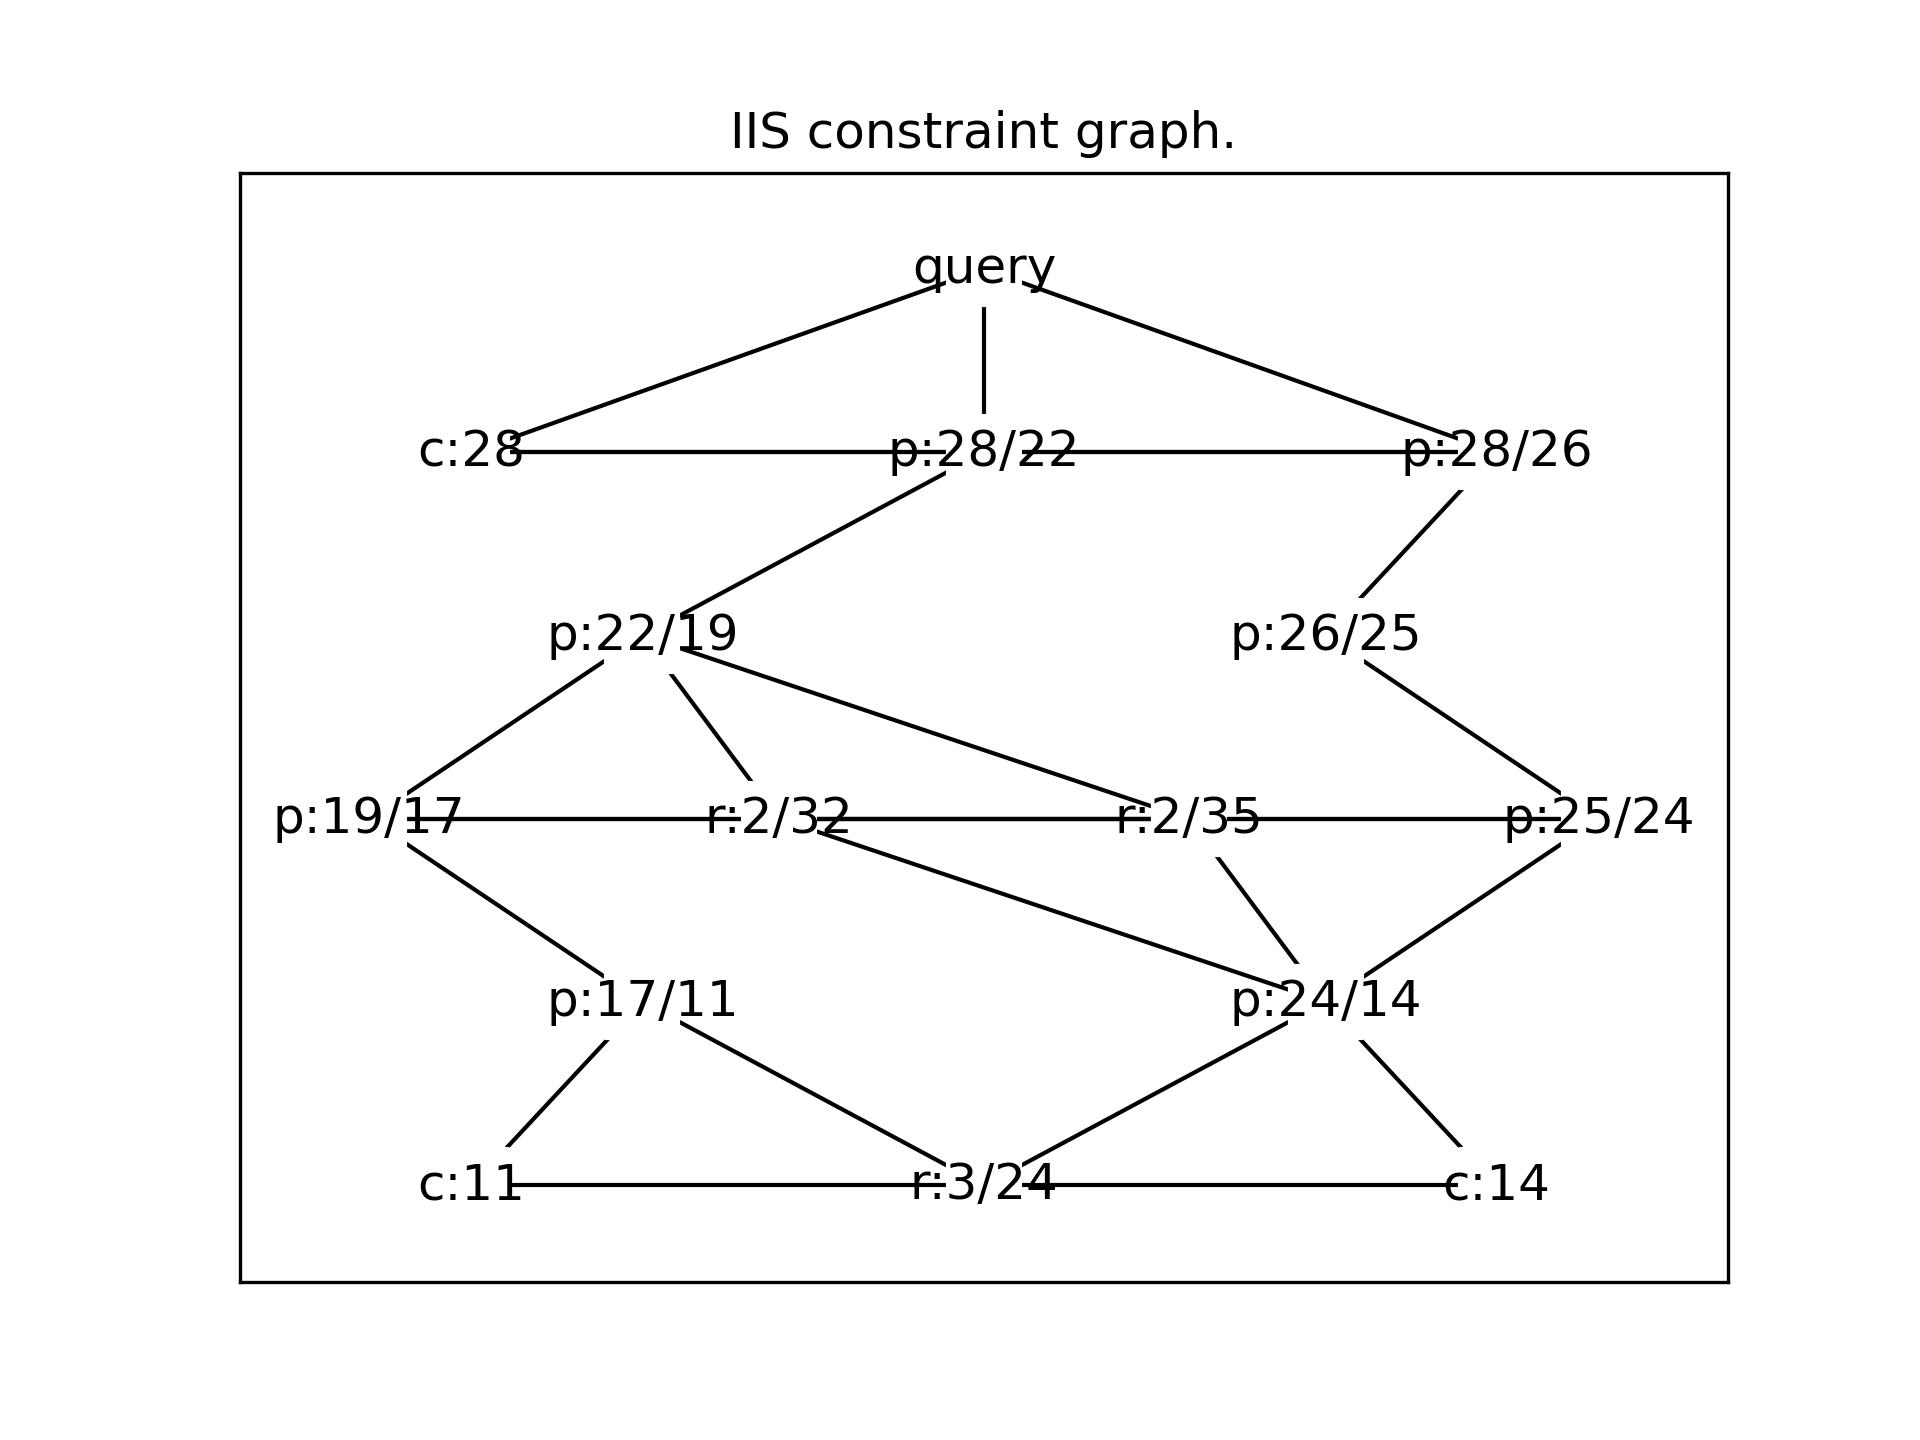 IIS constraint graph.
query
c:28 p:28/22 p:28/26
p:22/19 p:26/25
p:19/17 r:2/32 r:2/35 p:25/24
p:17/11 p:24/14
c:11 r:3/24 c:14